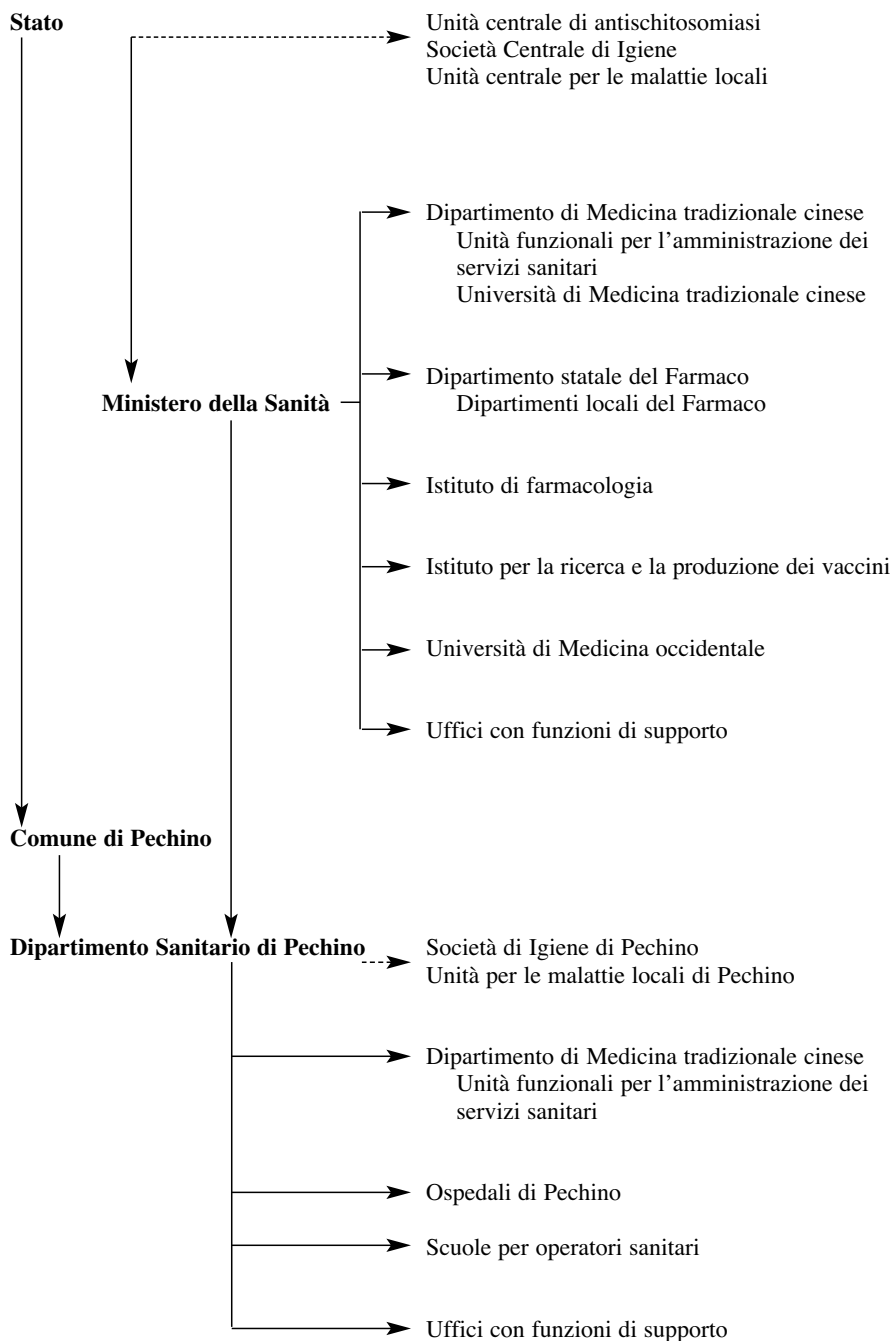 Stato
Unità centrale di antischitosomiasi
Società Centrale di Igiene
Unità centrale per le malattie locali
Dipartimento di Medicina tradizionale cinese
Unità funzionali per l'amministrazione dei
servizi sanitari
Università di Medicina tradizionale cinese
Dipartimento statale del Farmaco
Dipartimenti locali del Farmaco
Ministero della Sanità
Istituto di farmacologia
Istituto per la ricerca e la produzione dei vaccini
Università di Medicina occidentale
Uffici con funzioni di supporto
Comune di Pechino
Dipartimento Sanitario di Pechino
Società di Igiene di Pechino
Unità per le malattie locali di Pechino
Dipartimento di Medicina tradizionale cinese
Unità funzionali per l'amministrazione dei
servizi sanitari
Ospedali di Pechino
Scuole per operatori sanitari
Uffici con funzioni di supporto